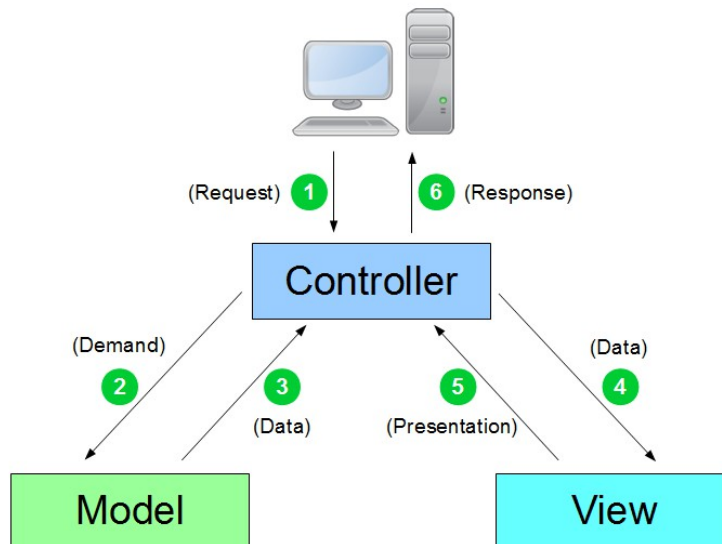 (Request) 1 6 (Response)
Controller
(Demand) (Data)
2 3 5 4
(Data) (Presentation)
Model View